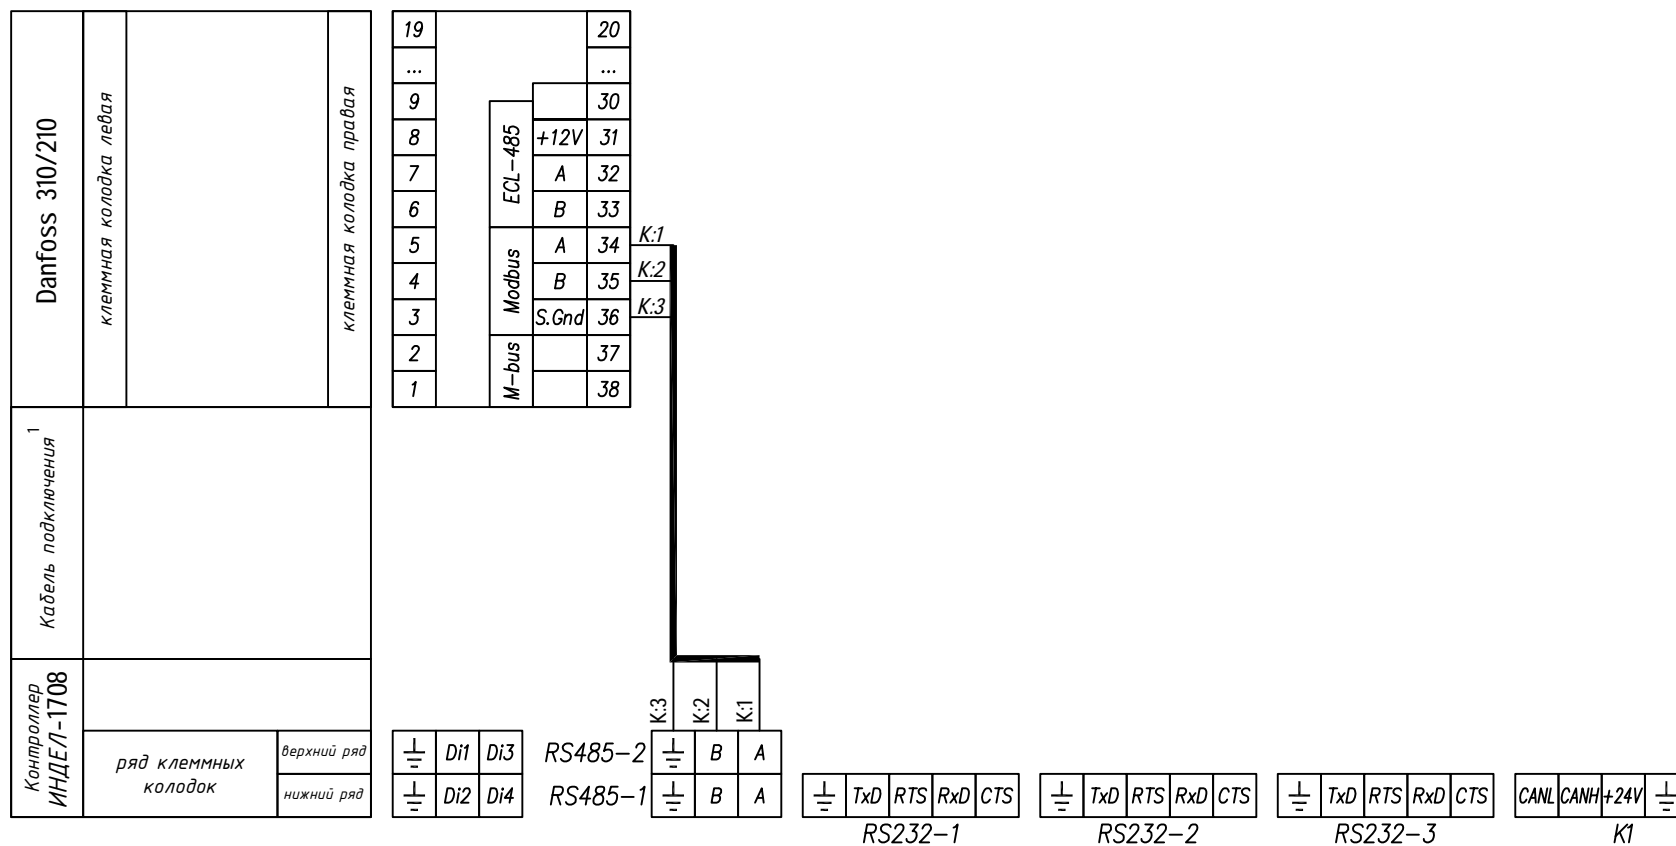 Danfoss 310/210
клеммная колодка левая
клеммная колодка правая
19 20
... ...
9 30
8 +12V 31
7 A 32
6 B 33
ECL-485
5 A 34 K:1
4 B 35 K:2
3 S.Gnd 36 K:3
Modbus
2 37
1 38
M-bus
Кабель подключения 1
Контроллер
ИНДЕЛ-1708
K:3 K:2 K:1
ряд клеммных
колодок
верхний ряд
нижний ряд
Di1 Di3 RS485-2 B A
Di2 Di4 RS485-1 B A
TxD RTS RxD CTS
RS232-1
TxD RTS RxD CTS
RS232-2
TxD RTS RxD CTS
RS232-3
CANL CANH +24V
K1